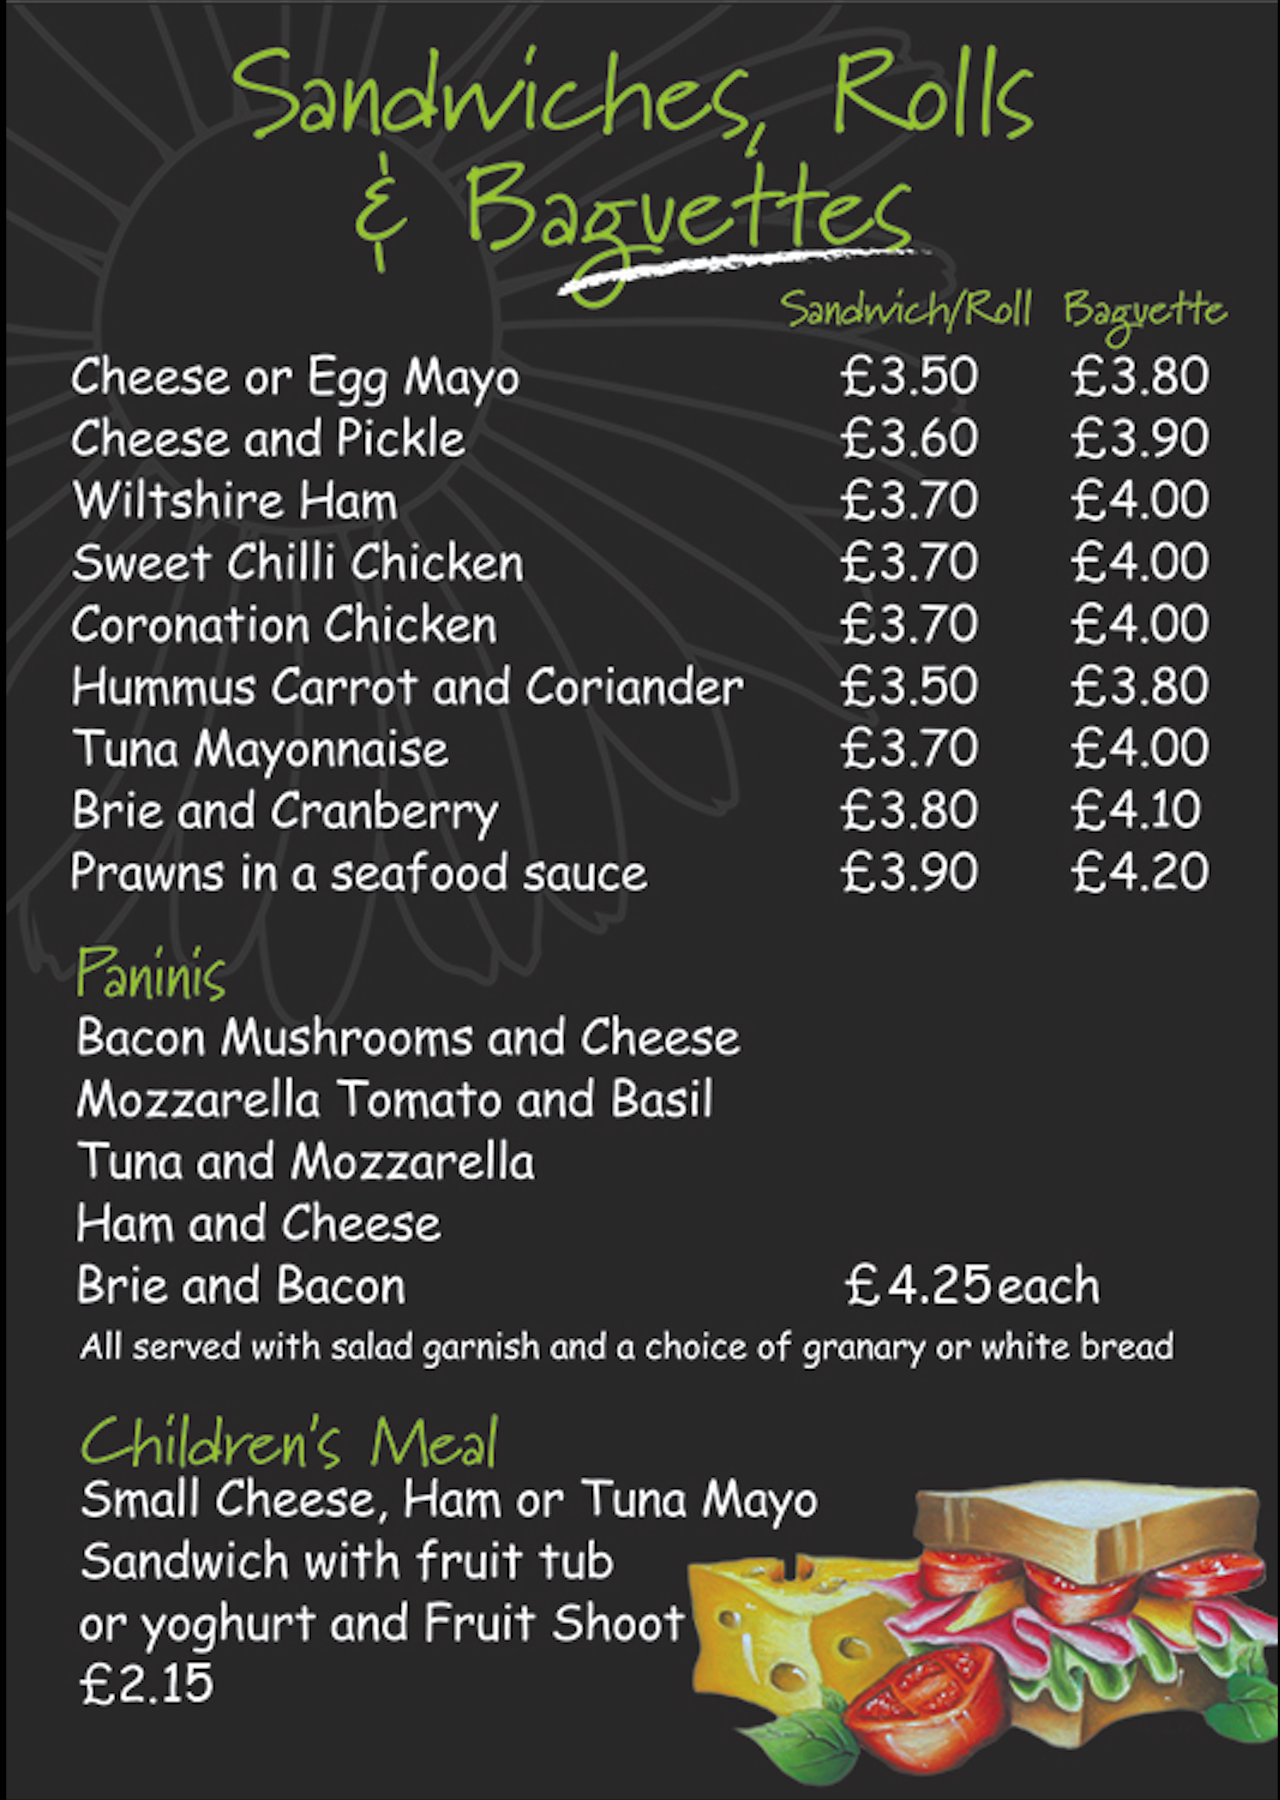 Sandwiches, Rolls
& Baguettes
Sandwich/Roll Baguette
Cheese or Egg Mayo £3.50 £3.80
Cheese and Pickle £3.60 £3.90
Wiltshire Ham £3.70 £4.00
Sweet Chilli Chicken £3.70 £4.00
Coronation Chicken £3.70 £4.00
Hummus Carrot and Coriander £3.50 £3.80
Tuna Mayonnaise £3.70 £4.00
Brie and Cranberry £3.80 £4.10
Prawns in a seafood sauce £3.90 £4.20
Paninis
Bacon Mushrooms and Cheese
Mozzarella Tomato and Basil
Tuna and Mozzarella
Ham and Cheese
Brie and Bacon £4.25 each
All served with salad garnish and a choice of granary or white bread
Children's Meal
Small Cheese, Ham or Tuna Mayo
Sandwich with fruit tub
or yoghurt and Fruit Shoot
£2.15